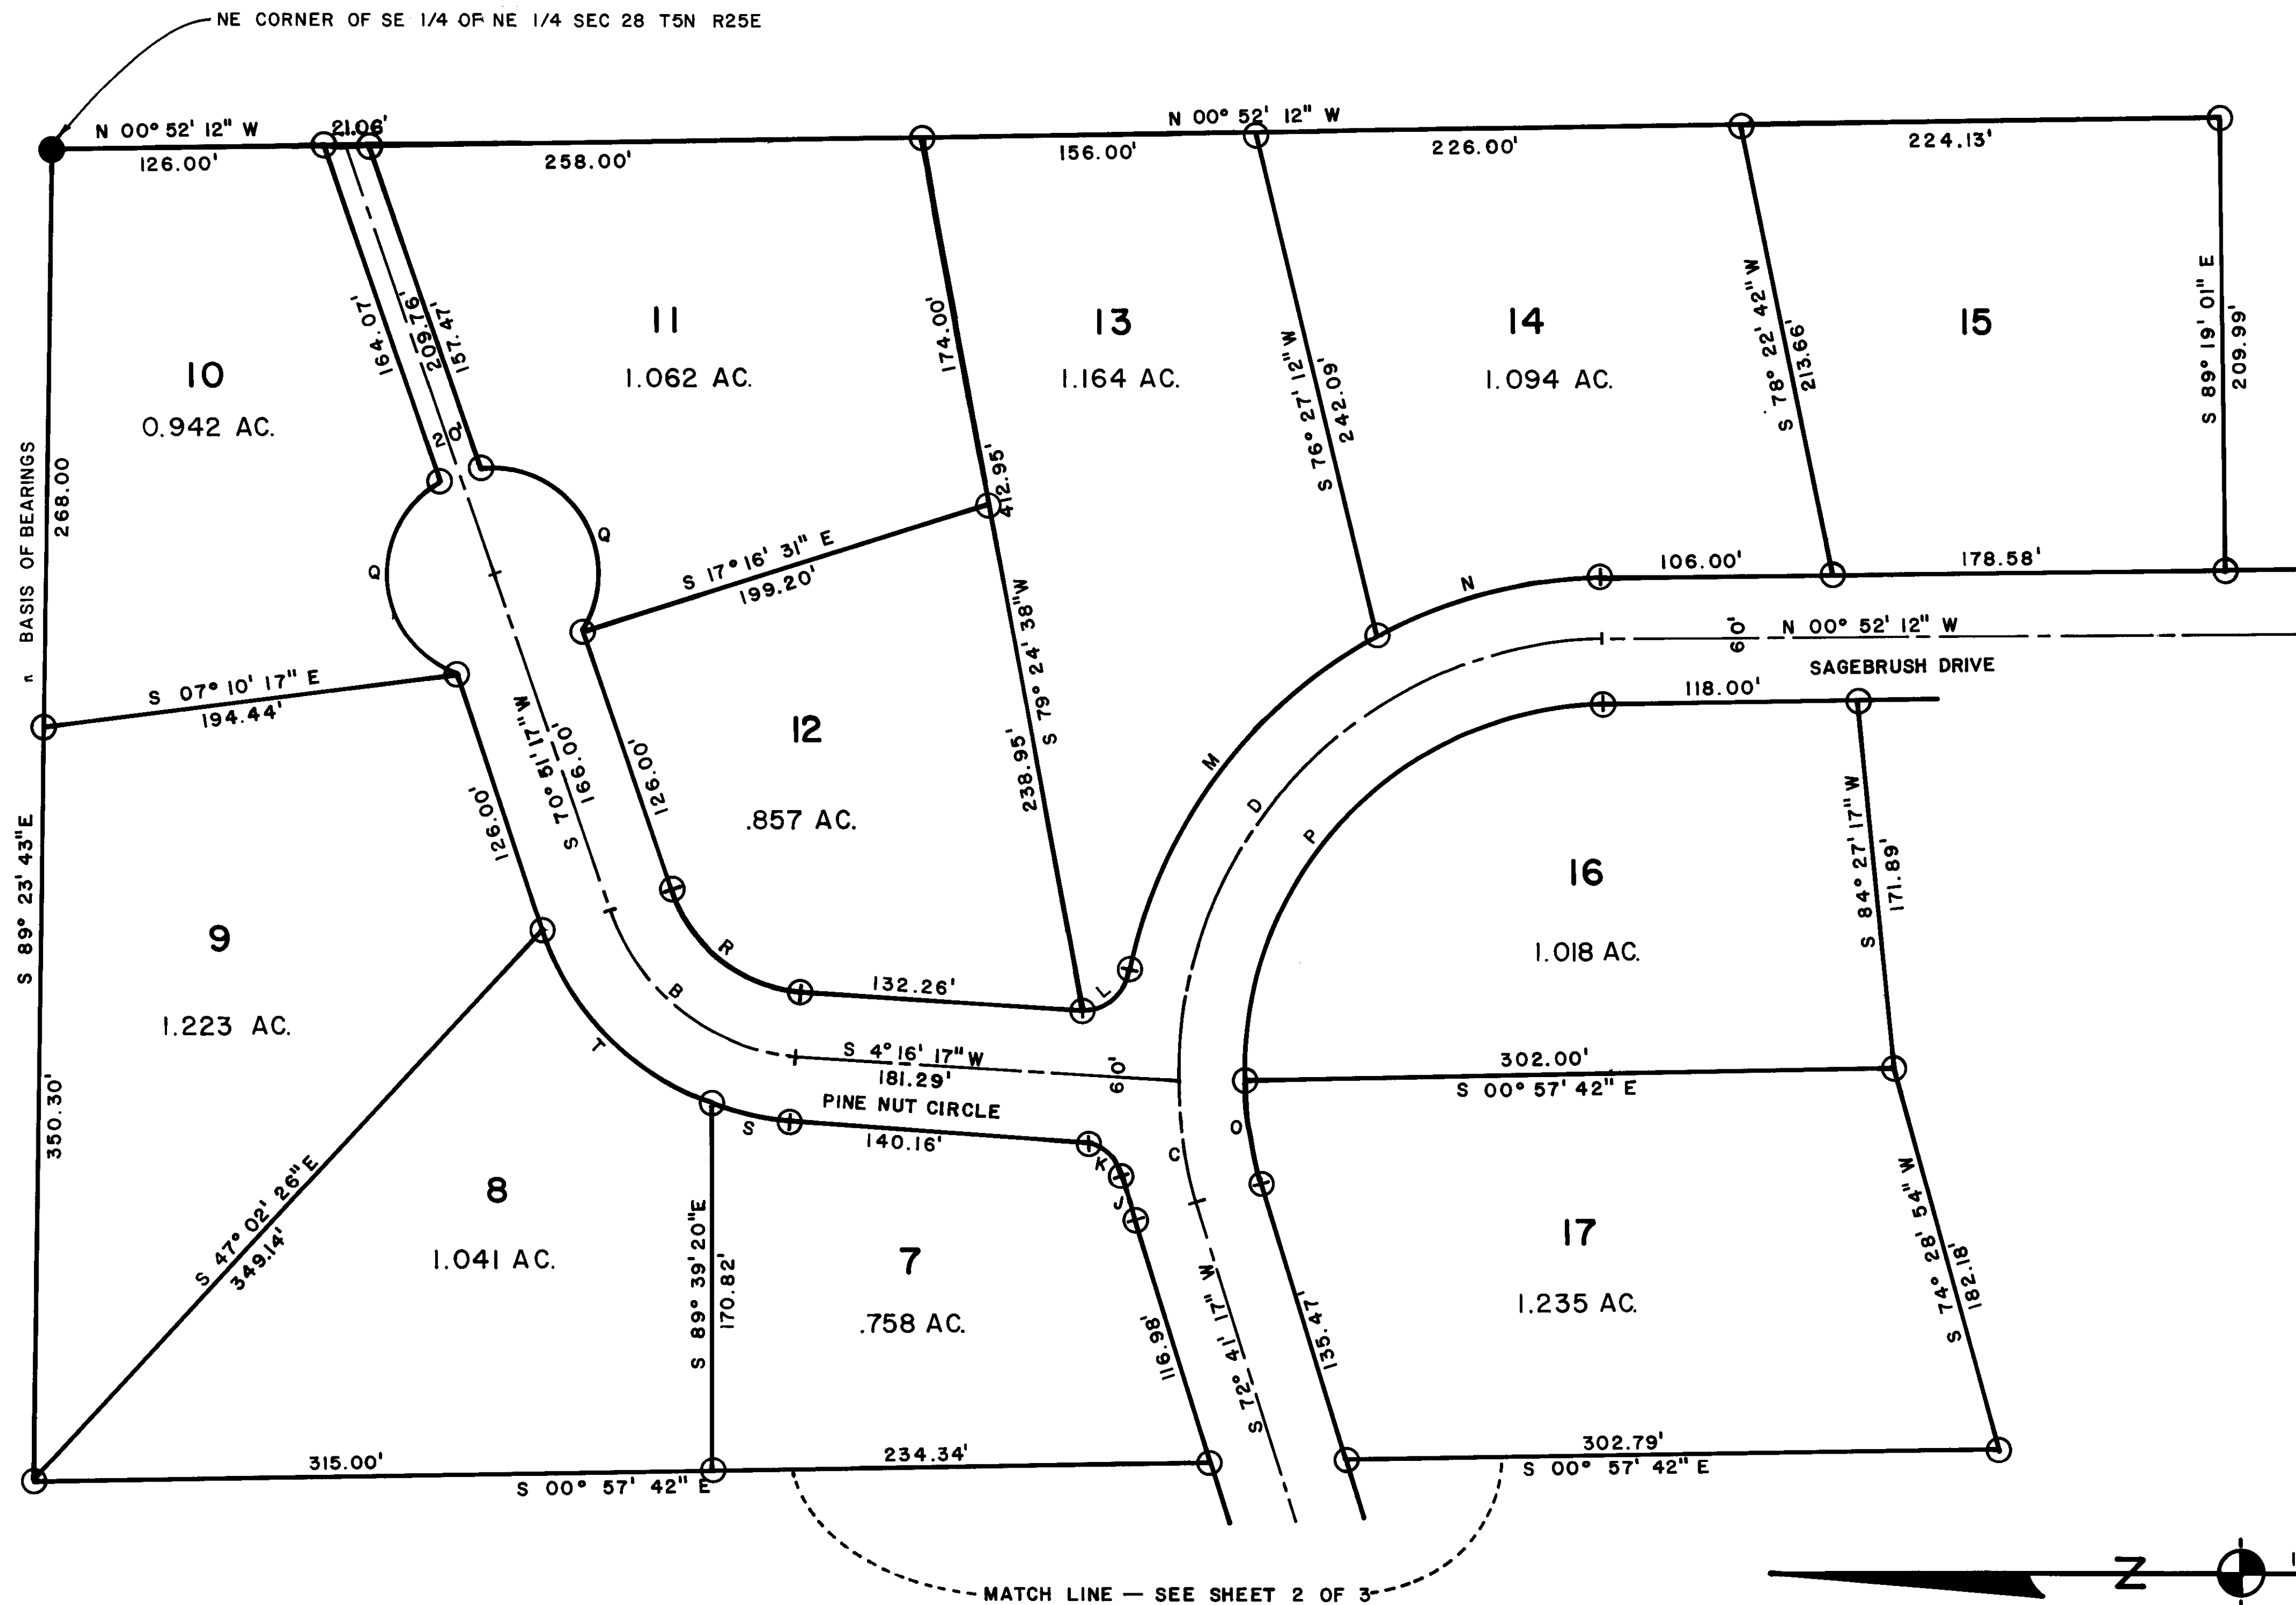 NE CORNER OF SE 1/4 OF NE 1/4 SEC 28 T5N R25E
N 00° 52' 12" W
21.06'
N 00° 52' 12" W
126.00'
258.00'
156.00'
226.00'
224.13'
10
0.942 AC.
164.07'
209.76'
157.47'
20'
11
1.062 AC.
174.00'
412.95'
13
1.164 AC.
S 76° 27' 12" W
242.09'
14
1.094 AC.
S 78° 22' 42" W
213.66'
15
S 89° 19' 01" E
209.99'
BASIS OF BEARINGS
268.00
S 89° 23' 43" E
350.30'
Q
Q
S 17° 16' 31" E
199.20'
S 07° 10' 17" E
194.44'
N
106.00'
178.58'
60'
N 00° 52' 12" W
SAGEBRUSH DRIVE
118.00'
126.00'
S 70° 51' 17" W
166.00'
126.00'
12
.857 AC.
238.95'
S 79° 24' 38" W
M
D
P
16
1.018 AC.
S 84° 27' 17" W
171.89'
9
1.223 AC.
R
B
T
132.26'
L
S 4° 16' 17" W
181.29'
60'
PINE NUT CIRCLE
S
140.16'
K
J
C
O
302.00'
S 00° 57' 42" E
S 47° 02' 26" E
349.14'
8
1.041 AC.
S 89° 39' 20" E
170.82'
7
.758 AC.
116.98'
S 72° 41' 17" W
135.47'
17
1.235 AC.
S 74° 28' 54" W
182.18'
315.00'
S 00° 57' 42" E
234.34'
302.79'
S 00° 57' 42" E
MATCH LINE — SEE SHEET 2 OF 3
N